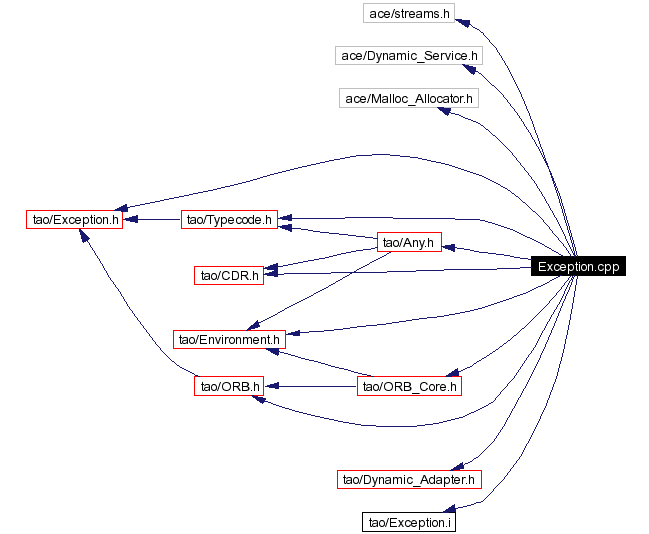 ace/streams.h
ace/Dynamic_Service.h
ace/Malloc_Allocator.h
tao/Exception.h
tao/Typecode.h
tao/Any.h
Exception.cpp
tao/CDR.h
tao/Environment.h
tao/ORB.h
tao/ORB_Core.h
tao/Dynamic_Adapter.h
tao/Exception.i